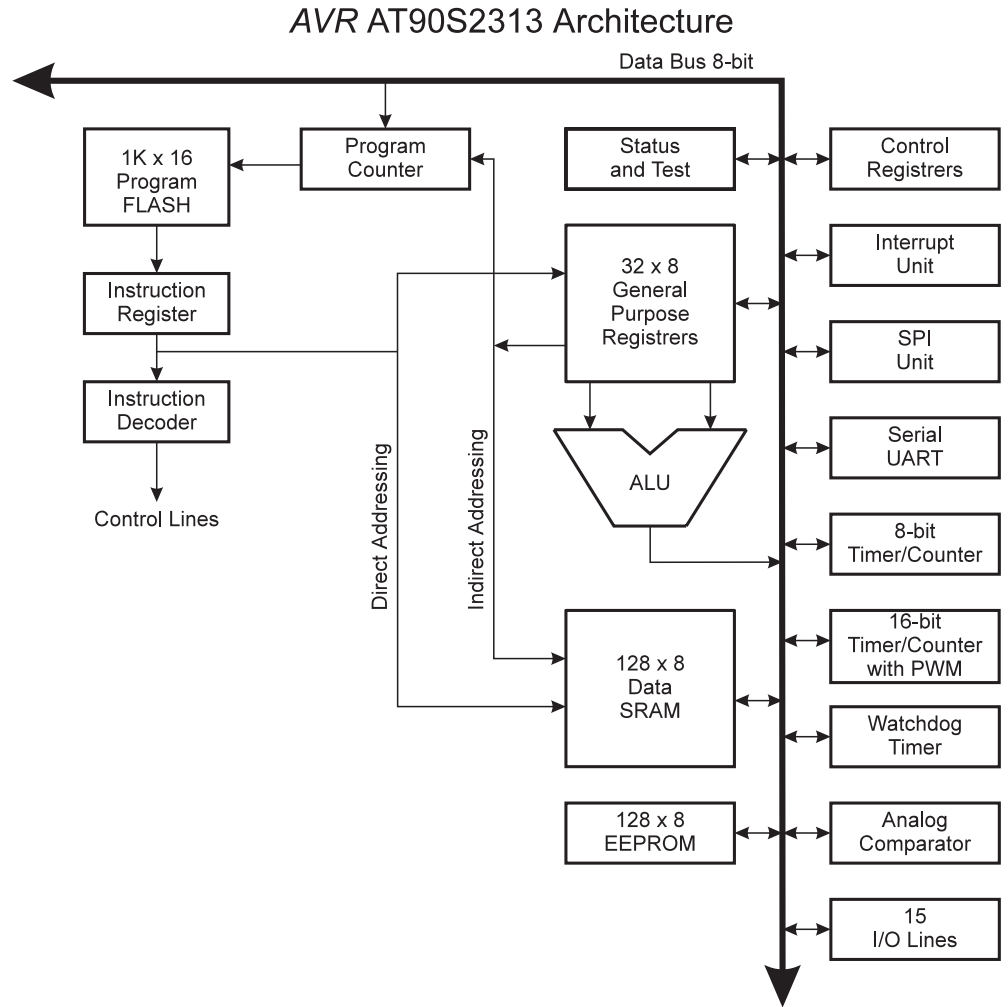 AVR AT90S2313 Architecture
Data Bus 8-bit
1K x 16
Program
FLASH
Program
Counter
Status
and Test
Control
Registrers
Instruction
Register
32 x 8
General
Purpose
Registrers
Interrupt
Unit
SPI
Unit
Instruction
Decoder
Control Lines
Direct Addressing
Indirect Addressing
ALU
Serial
UART
8-bit
Timer/Counter
128 x 8
Data
SRAM
16-bit
Timer/Counter
with PWM
Watchdog
Timer
128 x 8
EEPROM
Analog
Comparator
15
I/O Lines